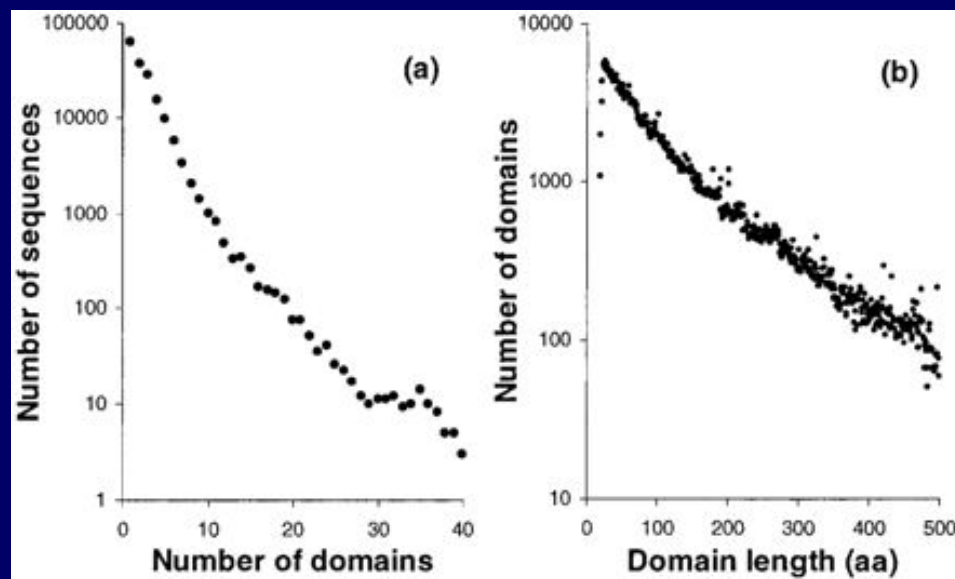 (a)
Number of sequences
100000
10000
1000
100
10
1
0 10 20 30 40
Number of domains
(b)
Number of domains
10000
1000
100
10
0 100 200 300 400 500
Domain length (aa)